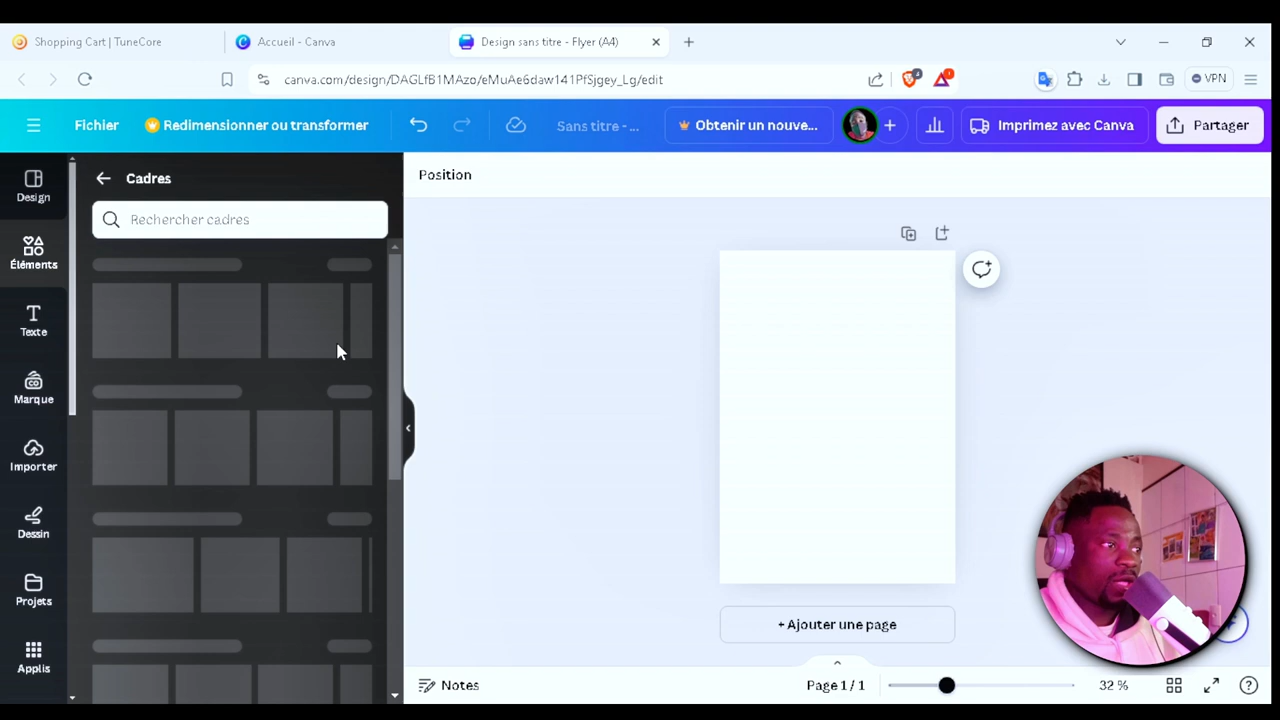 Shopping Cart | TuneCore
Accueil - Canva
Design sans titre - Flyer (A4)
canva.com/design/DAGLfB1MAzo/eMuAe6daw141PfSjgey_Lg/edit
VPN
Fichier
Redimensionner ou transformer
Sans titre - ...
Obtenir un nouve...
Imprimez avec Canva
Partager
Design
Éléments
Texte
Marque
Importer
Dessin
Projets
Applis
Cadres
Rechercher cadres
Position
+ Ajouter une page
Notes
Page 1 / 1
32 %